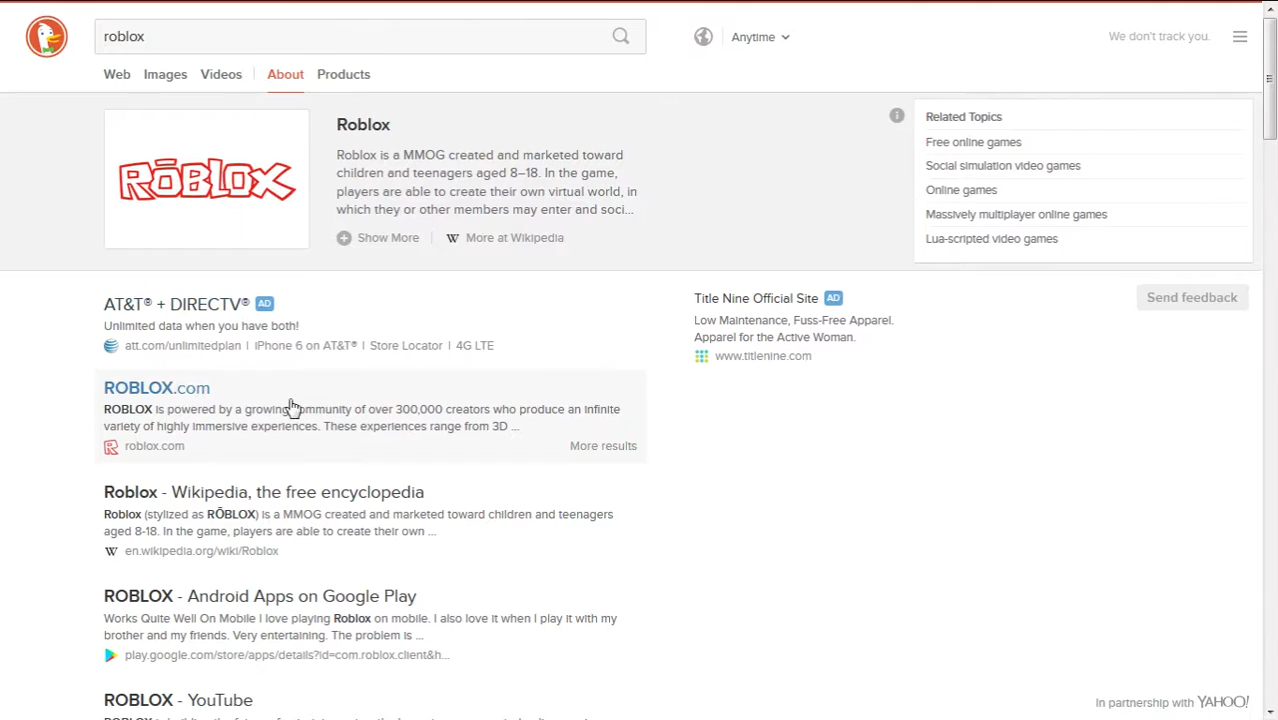 roblox
Anytime
We don't track you.
Web Images Videos About Products
RŌBLOX
Roblox
Roblox is a MMOG created and marketed toward
children and teenagers aged 8–18. In the game,
players are able to create their own virtual world, in
which they or other members may enter and soci...
Show More
W More at Wikipedia
Related Topics
Free online games
Social simulation video games
Online games
Massively multiplayer online games
Lua-scripted video games
AT&T® + DIRECTV® AD
Unlimited data when you have both!
att.com/unlimitedplan | iPhone 6 on AT&T® | Store Locator | 4G LTE
ROBLOX.com
ROBLOX is powered by a growing community of over 300,000 creators who produce an infinite
variety of highly immersive experiences. These experiences range from 3D ...
roblox.com
More results
Roblox - Wikipedia, the free encyclopedia
Roblox (stylized as RŌBLOX) is a MMOG created and marketed toward children and teenagers
aged 8-18. In the game, players are able to create their own ...
W en.wikipedia.org/wiki/Roblox
ROBLOX - Android Apps on Google Play
Works Quite Well On Mobile I love playing Roblox on mobile. I also love it when I play it with my
brother and my friends. Very entertaining. The problem is ...
play.google.com/store/apps/details?id=com.roblox.client&h...
ROBLOX - YouTube
Title Nine Official Site AD
Low Maintenance, Fuss-Free Apparel.
Apparel for the Active Woman.
www.titlenine.com
Send feedback
In partnership with YAHOO!